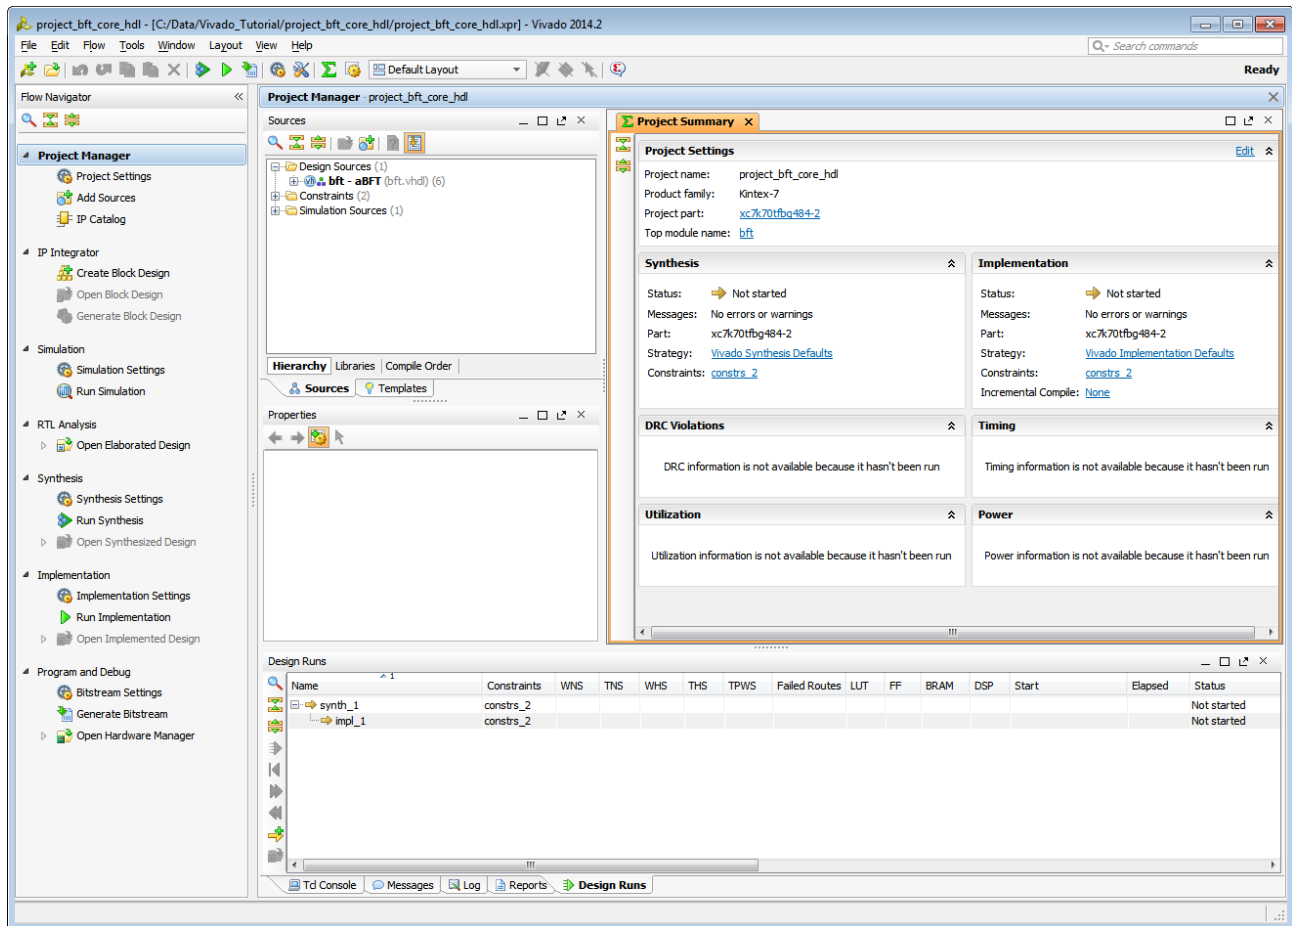 project_bft_core_hdl - [C:/Data/Vivado_Tutorial/project_bft_core_hdl/project_bft_core_hdl.xpr] - Vivado 2014.2
File Edit Flow Tools Window Layout View Help
Search commands
Default Layout
Ready
Flow Navigator
Project Manager
Project Settings
Add Sources
IP Catalog
IP Integrator
Create Block Design
Open Block Design
Generate Block Design
Simulation
Simulation Settings
Run Simulation
RTL Analysis
Open Elaborated Design
Synthesis
Synthesis Settings
Run Synthesis
Open Synthesized Design
Implementation
Implementation Settings
Run Implementation
Open Implemented Design
Program and Debug
Bitstream Settings
Generate Bitstream
Open Hardware Manager
Project Manager - project_bft_core_hdl
Sources
Design Sources (1)
bft - aBFT (bft.vhdl) (6)
Constraints (2)
Simulation Sources (1)
Hierarchy Libraries Compile Order
Sources Templates
Properties
Project Summary
Project Settings Edit
Project name: project_bft_core_hdl
Product family: Kintex-7
Project part: xc7k70tfbg484-2
Top module name: bft
Synthesis
Status: Not started
Messages: No errors or warnings
Part: xc7k70tfbg484-2
Strategy: Vivado Synthesis Defaults
Constraints: constrs_2
Implementation
Status: Not started
Messages: No errors or warnings
Part: xc7k70tfbg484-2
Strategy: Vivado Implementation Defaults
Constraints: constrs_2
Incremental Compile: None
DRC Violations
DRC information is not available because it hasn't been run
Timing
Timing information is not available because it hasn't been run
Utilization
Utilization information is not available because it hasn't been run
Power
Power information is not available because it hasn't been run
Design Runs
Name 1 Constraints WNS TNS WHS THS TPWS Failed Routes LUT FF BRAM DSP Start Elapsed Status
synth_1 constrs_2 Not started
impl_1 constrs_2 Not started
Tcl Console Messages Log Reports Design Runs